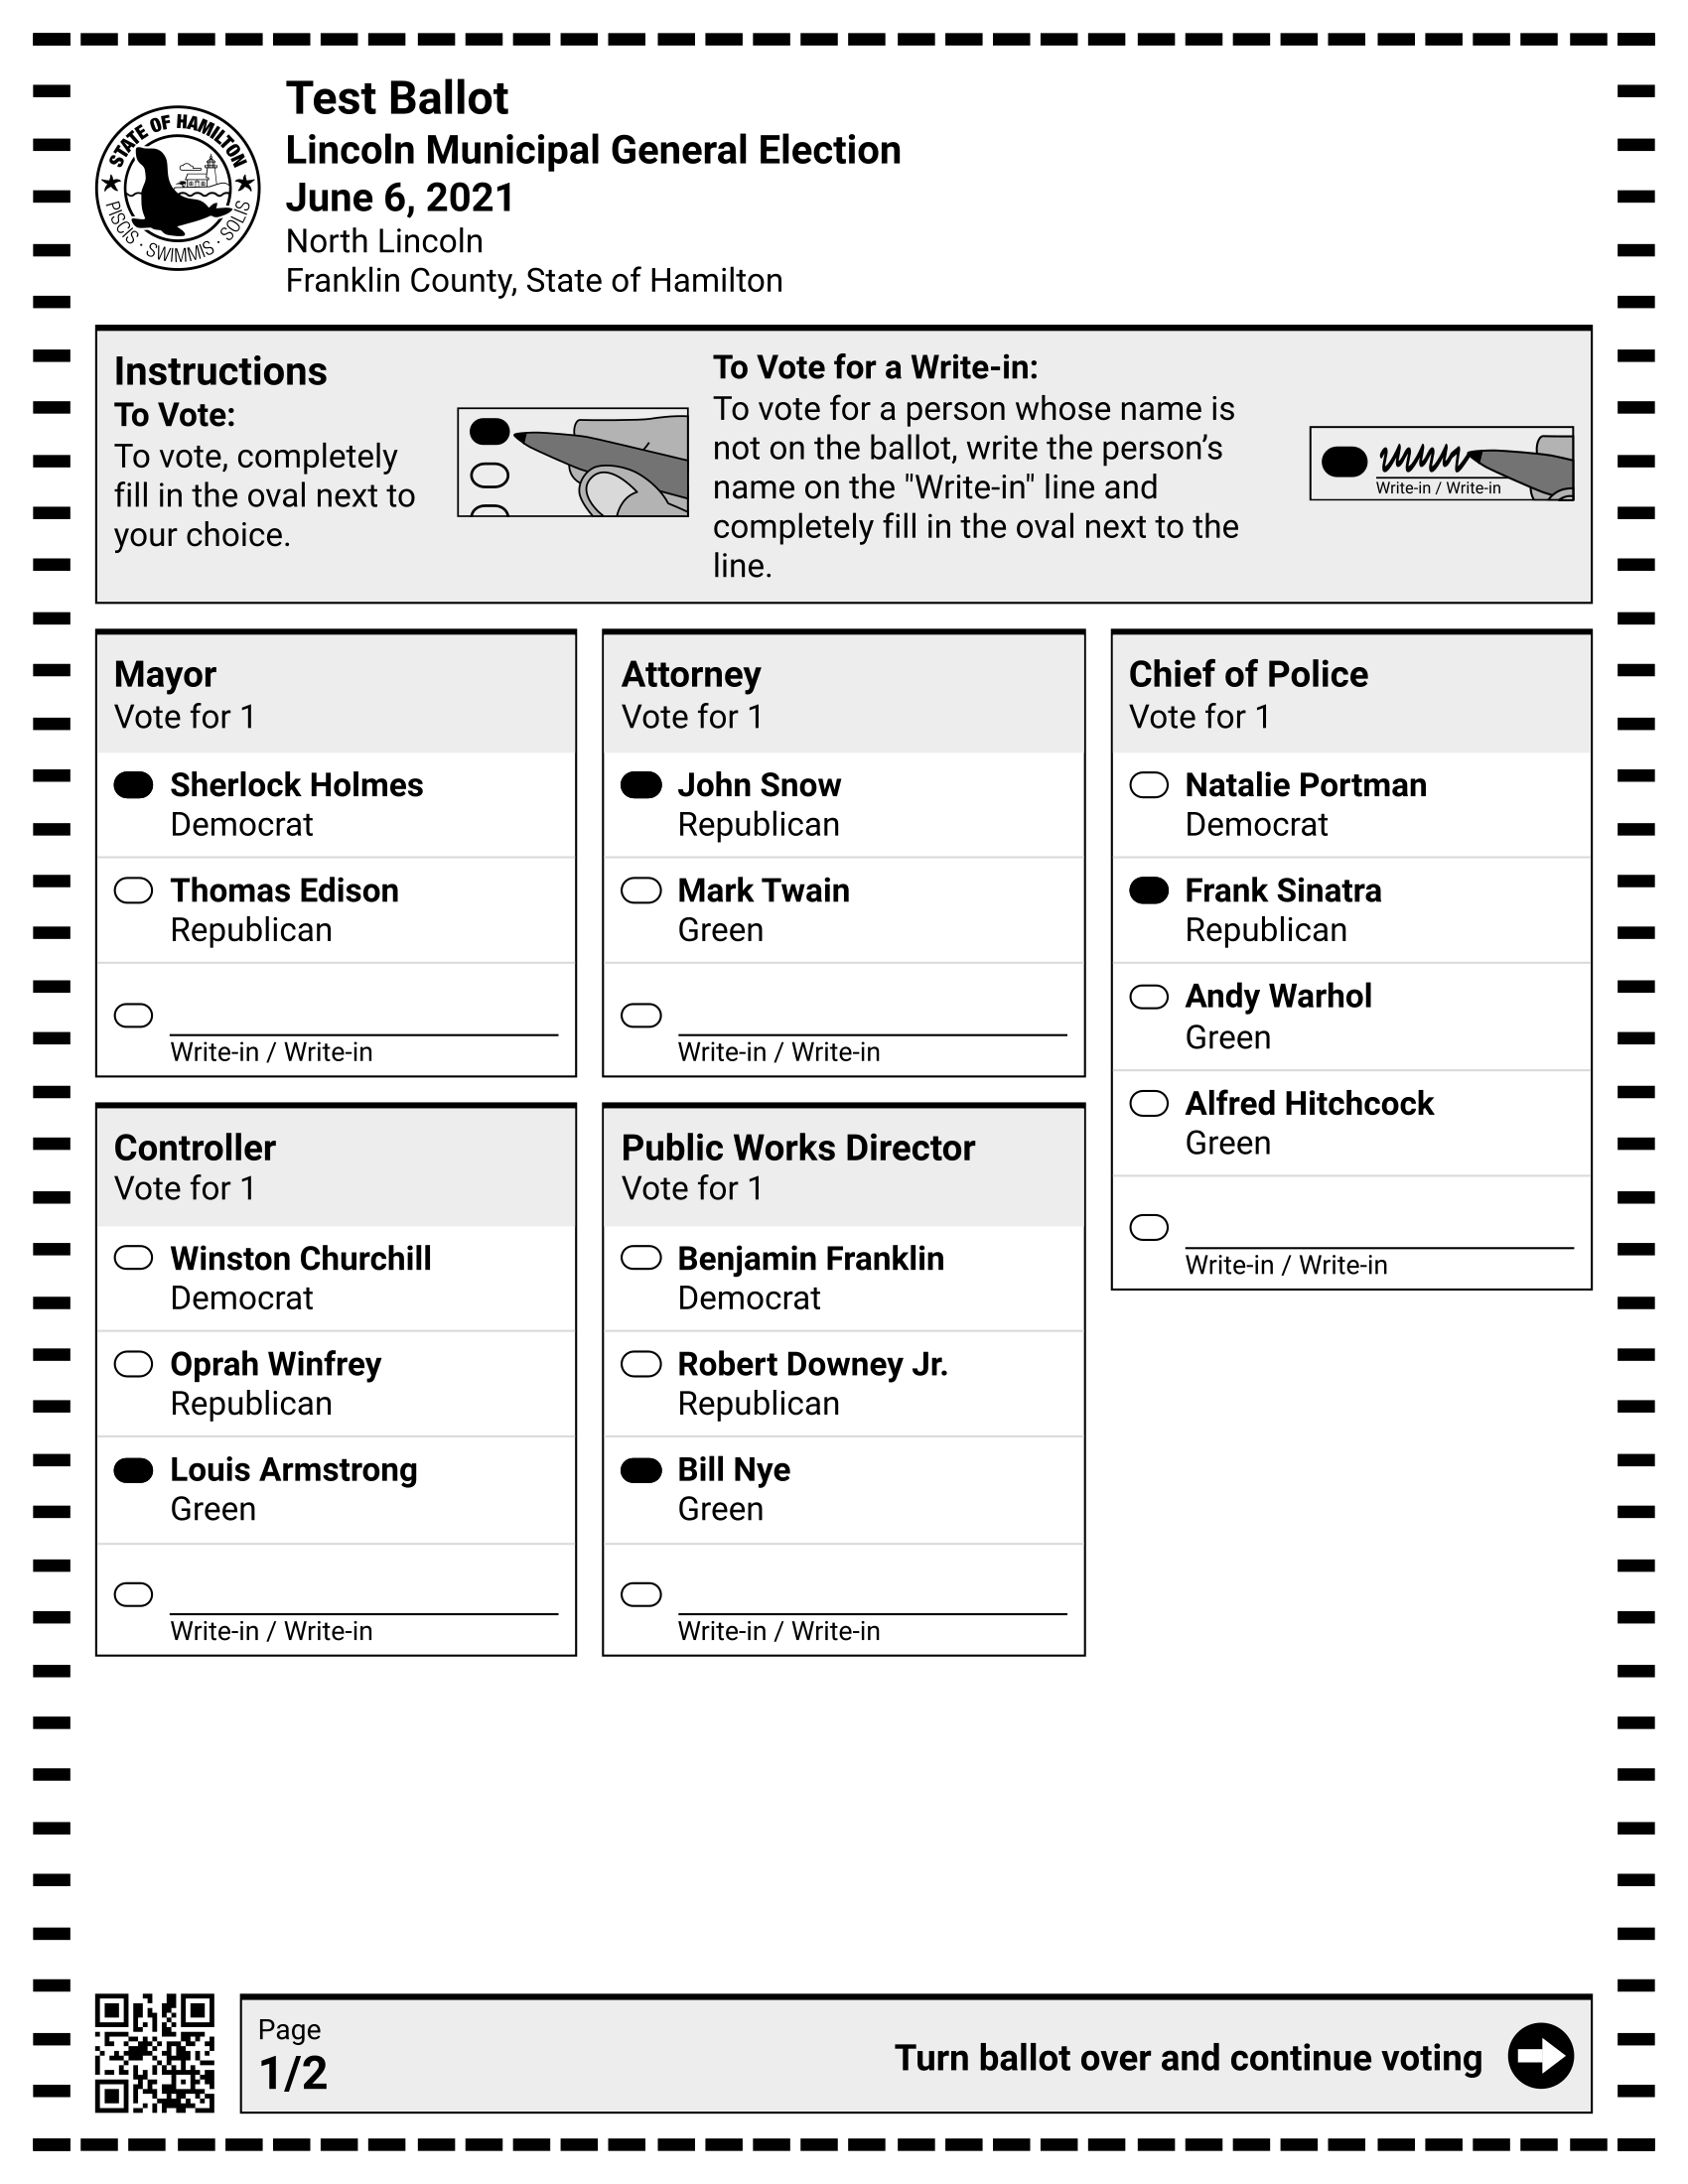 STATE OF HAMILTON
PISCIS · SWIMMIS · SOLIS
Test Ballot
Lincoln Municipal General Election
June 6, 2021
North Lincoln
Franklin County, State of Hamilton
Instructions
To Vote:
To vote, completely
fill in the oval next to
your choice.
To Vote for a Write-in:
To vote for a person whose name is
not on the ballot, write the person’s
name on the "Write-in" line and
completely fill in the oval next to the
line.
Write-in / Write-in
Mayor
Vote for 1
Sherlock Holmes
Democrat
Thomas Edison
Republican
Write-in / Write-in
Controller
Vote for 1
Winston Churchill
Democrat
Oprah Winfrey
Republican
Louis Armstrong
Green
Write-in / Write-in
Attorney
Vote for 1
John Snow
Republican
Mark Twain
Green
Write-in / Write-in
Public Works Director
Vote for 1
Benjamin Franklin
Democrat
Robert Downey Jr.
Republican
Bill Nye
Green
Write-in / Write-in
Chief of Police
Vote for 1
Natalie Portman
Democrat
Frank Sinatra
Republican
Andy Warhol
Green
Alfred Hitchcock
Green
Write-in / Write-in
Page
1/2
Turn ballot over and continue voting